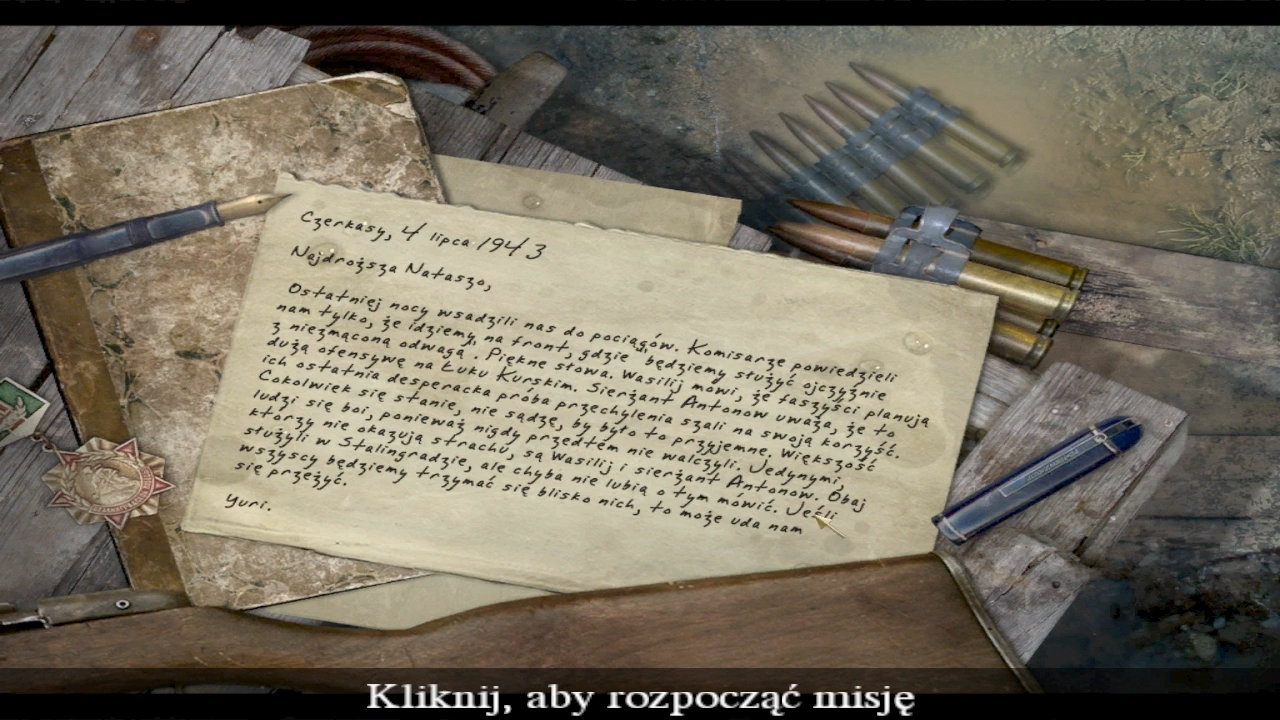 Czerkasy, 4 lipca 1943
Najdroższa Nataszo,
Ostatniej nocy wsadzili nas do pociągów. Komisarze powiedzieli
nam tylko, że idziemy na front, gdzie "będziemy służyć ojczyźnie
z niezmąconą odwagą". Piękne słowa. Wasilij mówi, że faszyści planują
dużą ofensywę na Łuku Kurskim. Sierżant Antonow uważa, że to
ich ostatnia desperacka próba przechylenia szali na swoją korzyść.
Cokolwiek się stanie, nie sądzę, by było to przyjemne. Większość
ludzi się boi, ponieważ nigdy przedtem nie walczyli. Jedynymi,
którzy nie okazują strachu, są Wasilij i sierżant Antonow. Obaj
służyli w Stalingradzie, ale chyba nie lubią o tym mówić. Jeśli
wszyscy będziemy trzymać się blisko nich, to może uda nam
się przeżyć.
Yuri.
Kliknij, aby rozpocząć misję